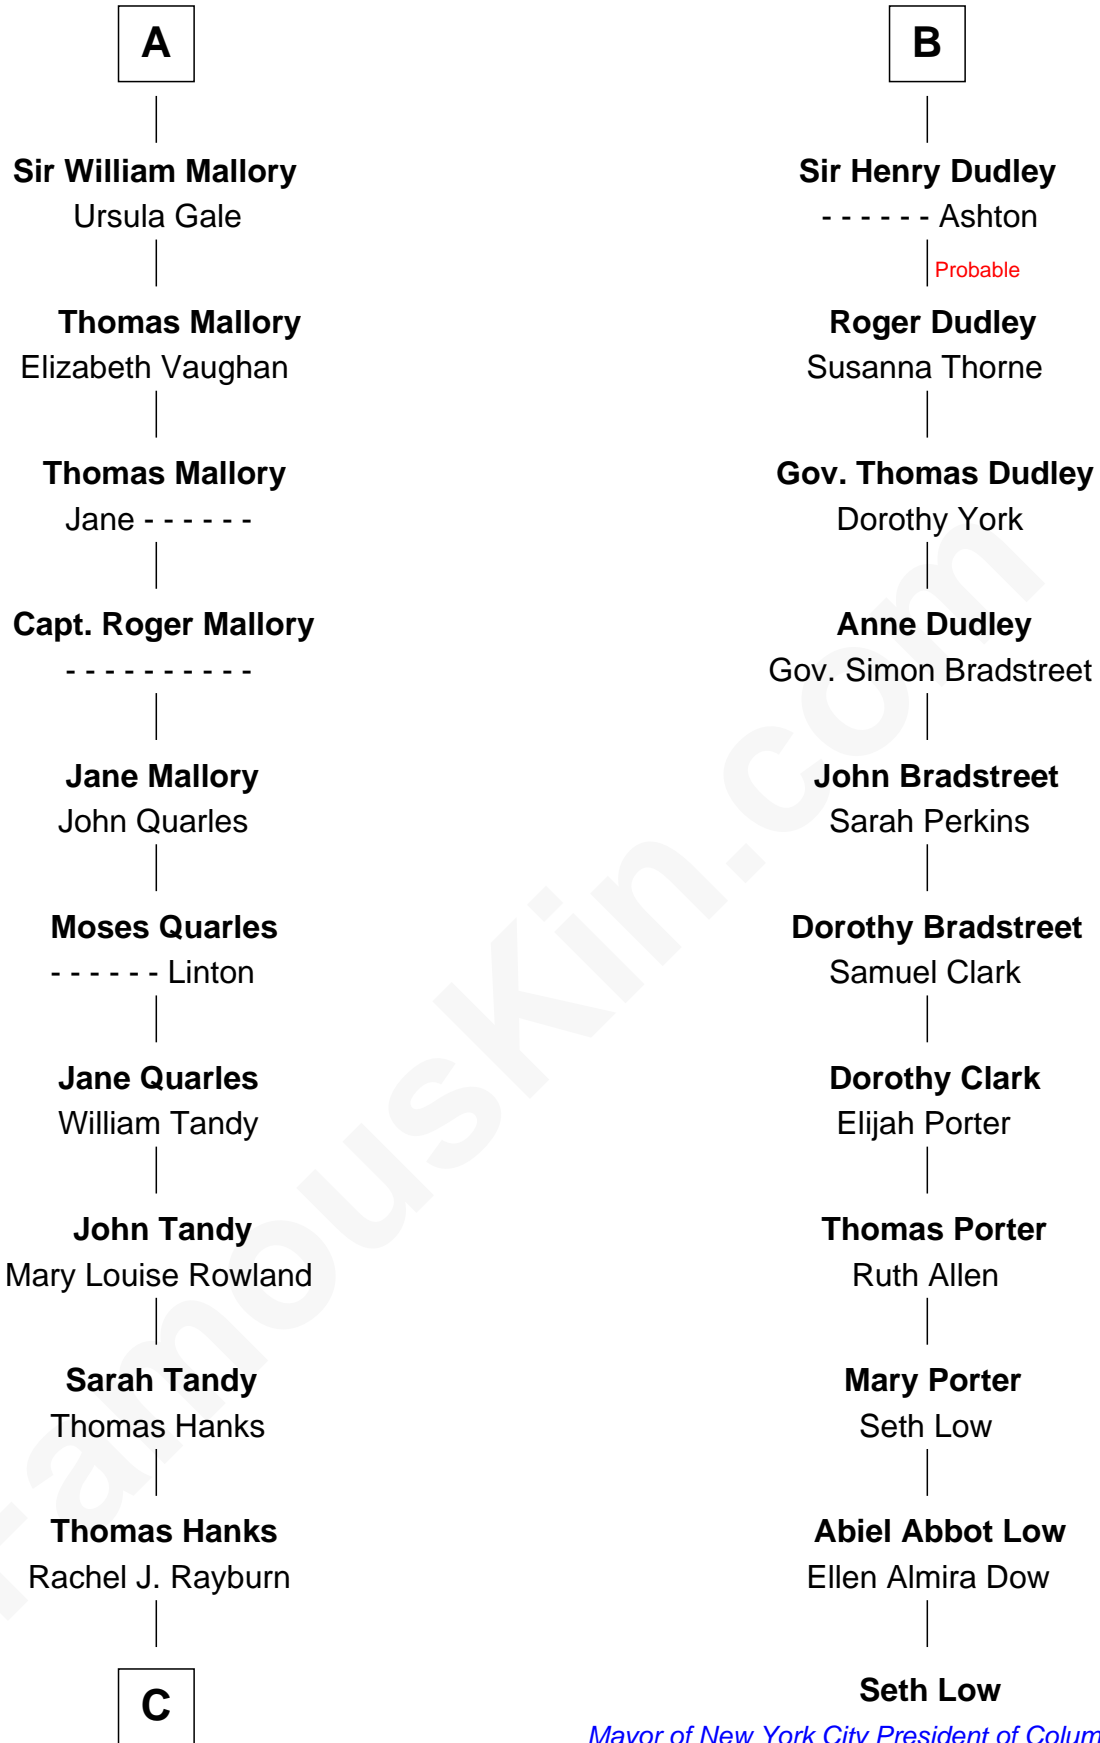 A
Sir William Mallory
Ursula Gale
Thomas Mallory
Elizabeth Vaughan
Thomas Mallory
Jane - - - - - -
Capt. Roger Mallory
- - - - - - - - - -
Jane Mallory
John Quarles
Moses Quarles
- - - - - - Linton
Jane Quarles
William Tandy
John Tandy
Mary Louise Rowland
Sarah Tandy
Thomas Hanks
Thomas Hanks
Rachel J. Rayburn
C
B
Sir Henry Dudley
- - - - - - Ashton
Probable
Roger Dudley
Susanna Thorne
Gov. Thomas Dudley
Dorothy York
Anne Dudley
Gov. Simon Bradstreet
John Bradstreet
Sarah Perkins
Dorothy Bradstreet
Samuel Clark
Dorothy Clark
Elijah Porter
Thomas Porter
Ruth Allen
Mary Porter
Seth Low
Abiel Abbot Low
Ellen Almira Dow
Seth Low
Mayor of New York City President of Colum
FamousKin.com